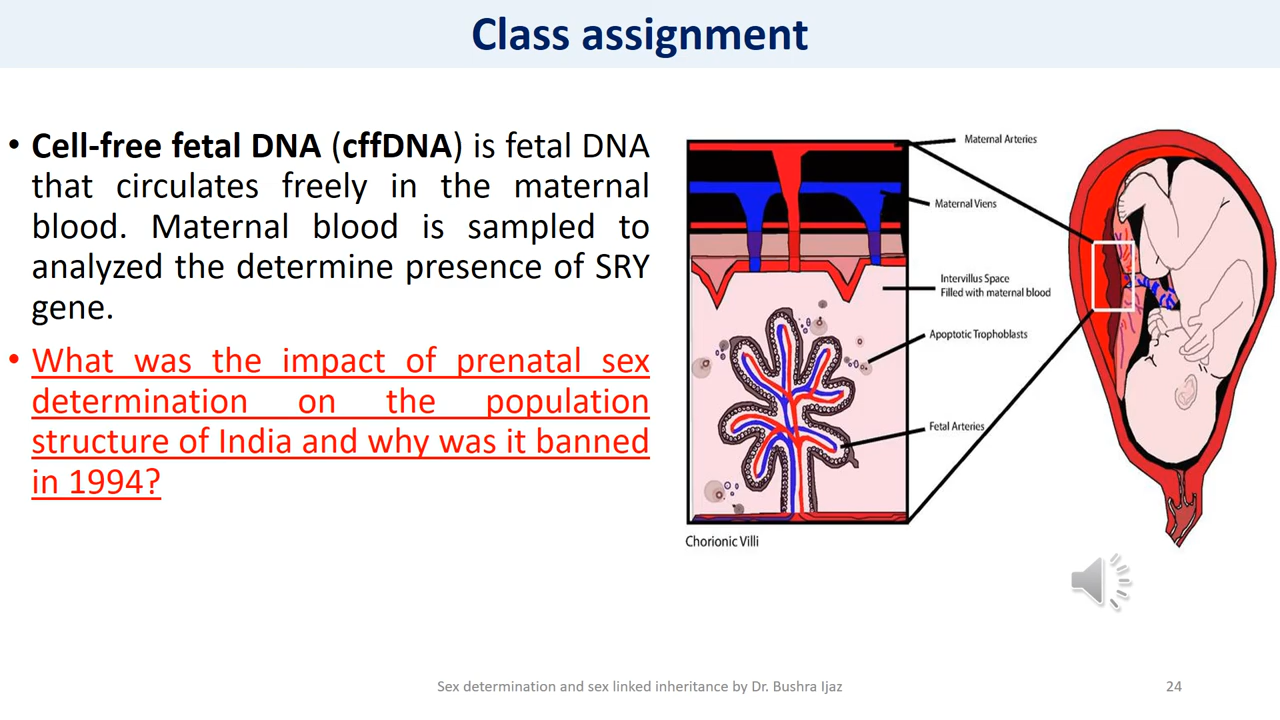 Class assignment
• Cell-free fetal DNA (cffDNA) is fetal DNA
that circulates freely in the maternal
blood. Maternal blood is sampled to
analyzed the determine presence of SRY
gene.
• What was the impact of prenatal sex
determination on the population
structure of India and why was it banned
in 1994?
Maternal Arteries
Maternal Viens
Intervillus Space
Filled with maternal blood
Apoptotic Trophoblasts
Fetal Arteries
Chorionic Villi
Sex determination and sex linked inheritance by Dr. Bushra Ijaz
24